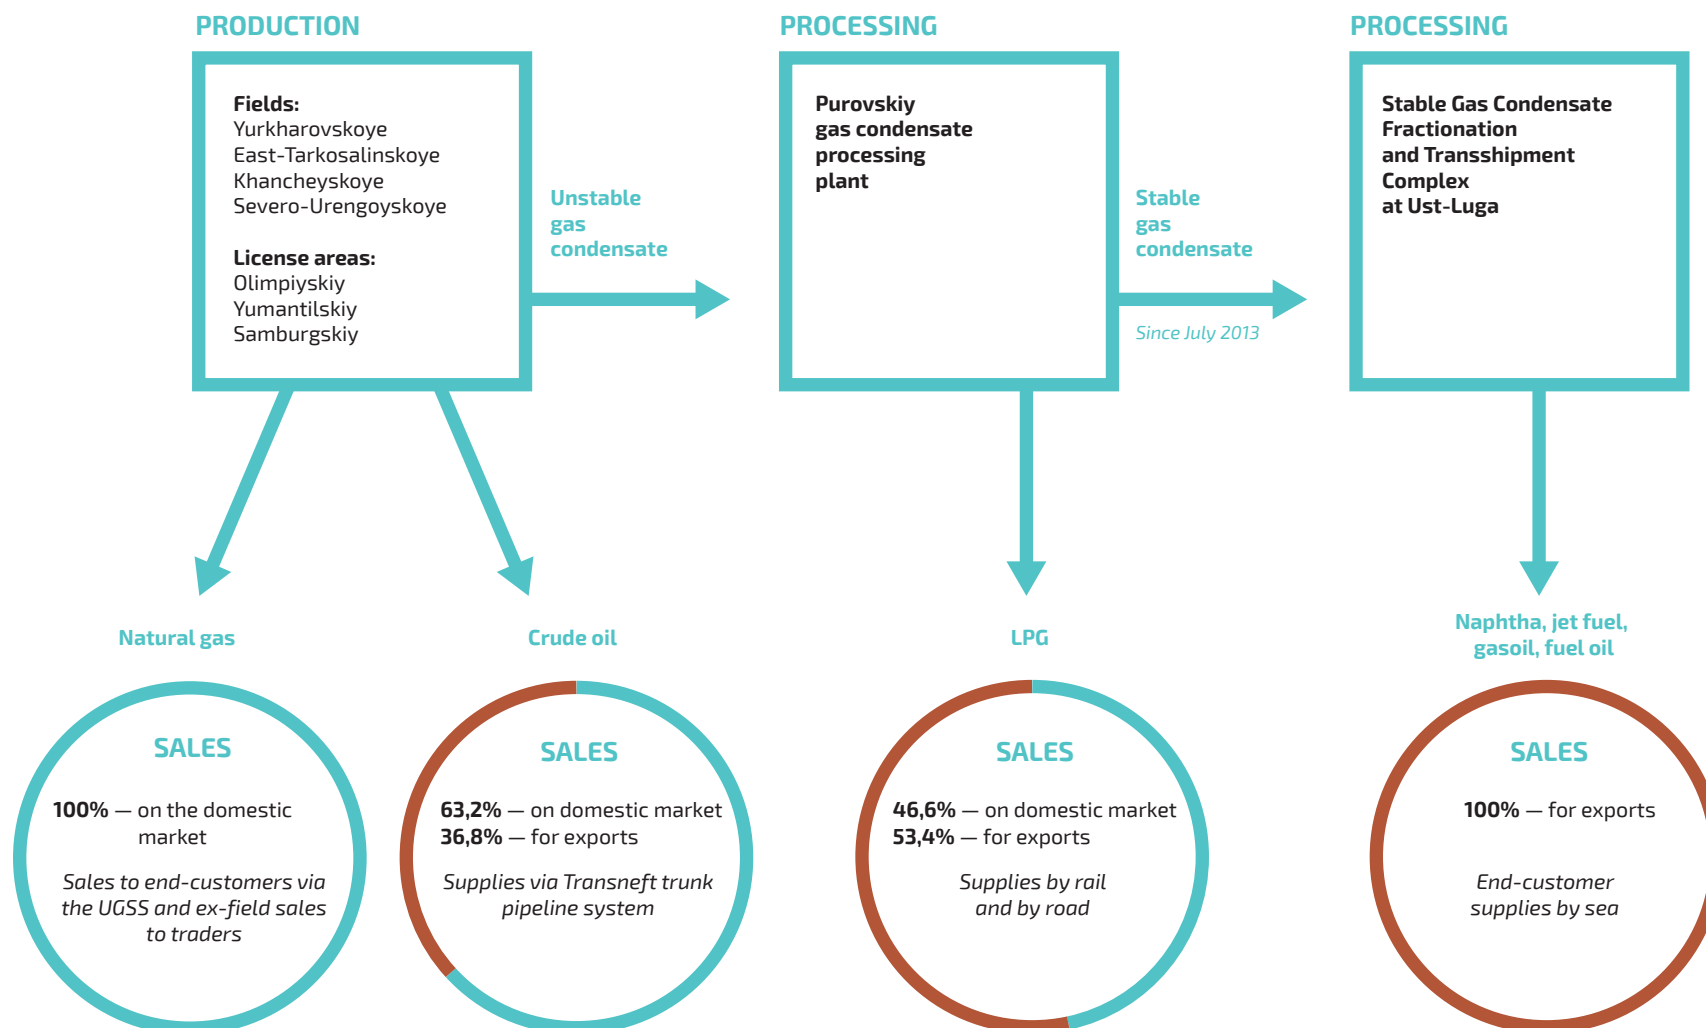 PRODUCTION
Fields:
Yurkharovskoye
East-Tarkosalinskoye
Khancheyskoye
Severo-Urengoyskoye
License areas:
Olimpiyskiy
Yumantilskiy
Samburgskiy
Unstable
gas
condensate
PROCESSING
Purovskiy
gas condensate
processing
plant
Stable
gas
condensate
Since July 2013
PROCESSING
Stable Gas Condensate
Fractionation
and Transshipment
Complex
at Ust-Luga
Natural gas
SALES
100% — on the domestic
market
Sales to end-customers via
the UGSS and ex-field sales
to traders
Crude oil
SALES
63,2% — on domestic market
36,8% — for exports
Supplies via Transneft trunk
pipeline system
LPG
SALES
46,6% — on domestic market
53,4% — for exports
Supplies by rail
and by road
Naphtha, jet fuel,
gasoil, fuel oil
SALES
100% — for exports
End-customer
supplies by sea